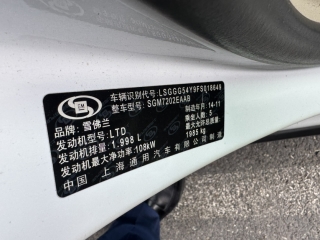 车辆识别代号: LSGGG54Y9FS018649
整车型号: SGM7202EAAB
品牌: 雪佛兰
制造年月: 14-11
发动机型号: LTD
乘坐人数: 5
发动机排量: 1.998 L
最大允许总质量:
1985 kg
发动机最大净功率: 108kW
中国 上海通用汽车有限公司制造